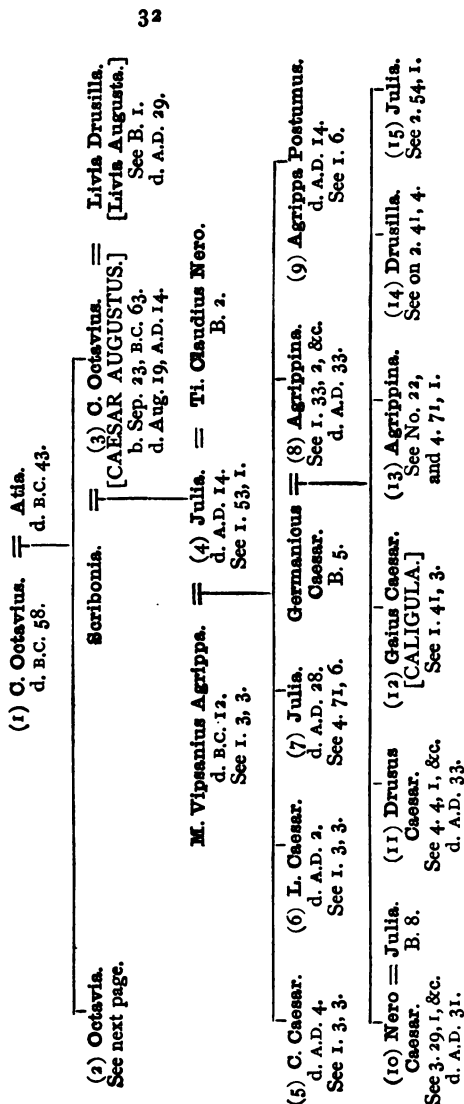 32
(1) C. Octavius. = Atia.
d. B.C. 58. d. B.C. 43.
(2) Octavia.
See next page.
Scribonia. = (3) C. Octavius. = Livia Drusilla.
[CAESAR AUGUSTUS.] [Livia Augusta.]
b. Sep. 23, B.C. 63. See B. 1.
d. Aug. 19, A.D. 14. d. A.D. 29.
M. Vipsanius Agrippa. = (4) Julia. = Ti. Claudius Nero.
d. B.C. 12. d. A.D. 14. B. 2.
See 1. 3, 3. See 1. 53, 1.
(5) C. Caesar.
d. A.D. 4.
See 1. 3, 3.
(6) L. Caesar.
d. A.D. 2,
See 1. 3, 3.
(7) Julia.
d. A.D. 28.
See 4. 71, 6.
Germanicus = (8) Agrippina.
Caesar. See 1. 33, 2, &c.
B. 5. d. A.D. 33.
(9) Agrippa Postumus.
d. A.D. 14.
See 1. 6.
(10) Nero = Julia.
Caesar. B. 8.
See 3. 29, 1, &c.
d. A.D. 31.
(11) Drusus
Caesar.
See 4. 4, 1, &c.
d. A.D. 33.
(12) Gaius Caesar.
[CALIGULA.]
See 1. 41, 3.
(13) Agrippina.
See No. 22,
and 4. 71, 1.
(14) Drusilla.
See on 2. 41, 4.
(15) Julia.
See 2. 54, 1.